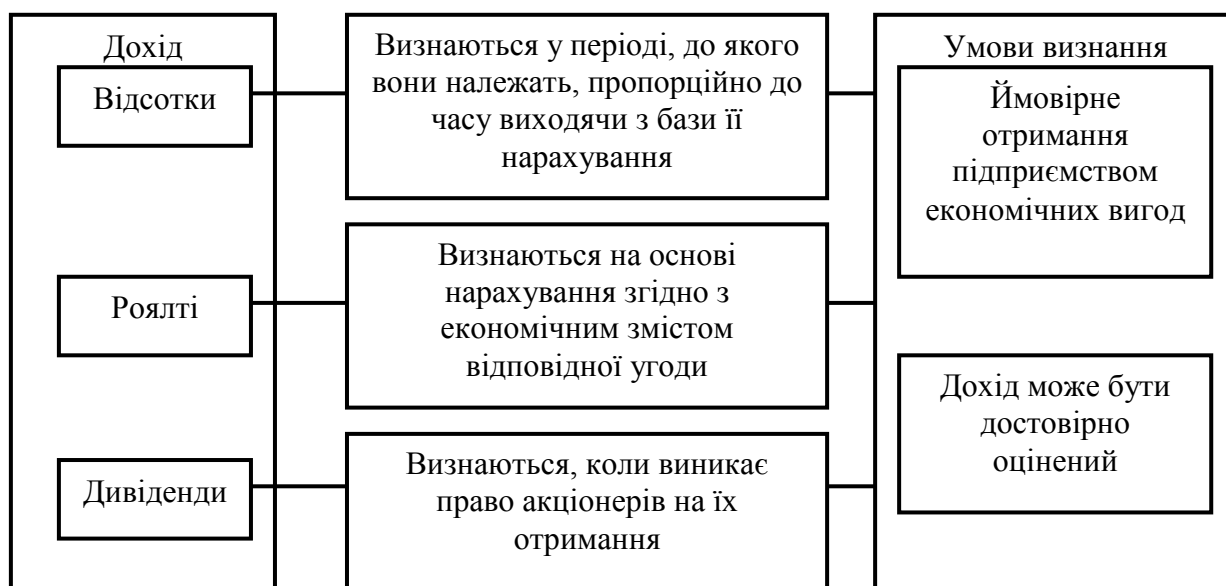 Дохід
Відсотки
Роялті
Дивіденди
Визнаються у періоді, до якого
вони належать, пропорційно до
часу виходячи з бази її
нарахування
Визнаються на основі
нарахування згідно з
економічним змістом
відповідної угоди
Визнаються, коли виникає
право акціонерів на їх
отримання
Умови визнання
Ймовірне
отримання
підприємством
економічних вигод
Дохід може бути
достовірно
оцінений